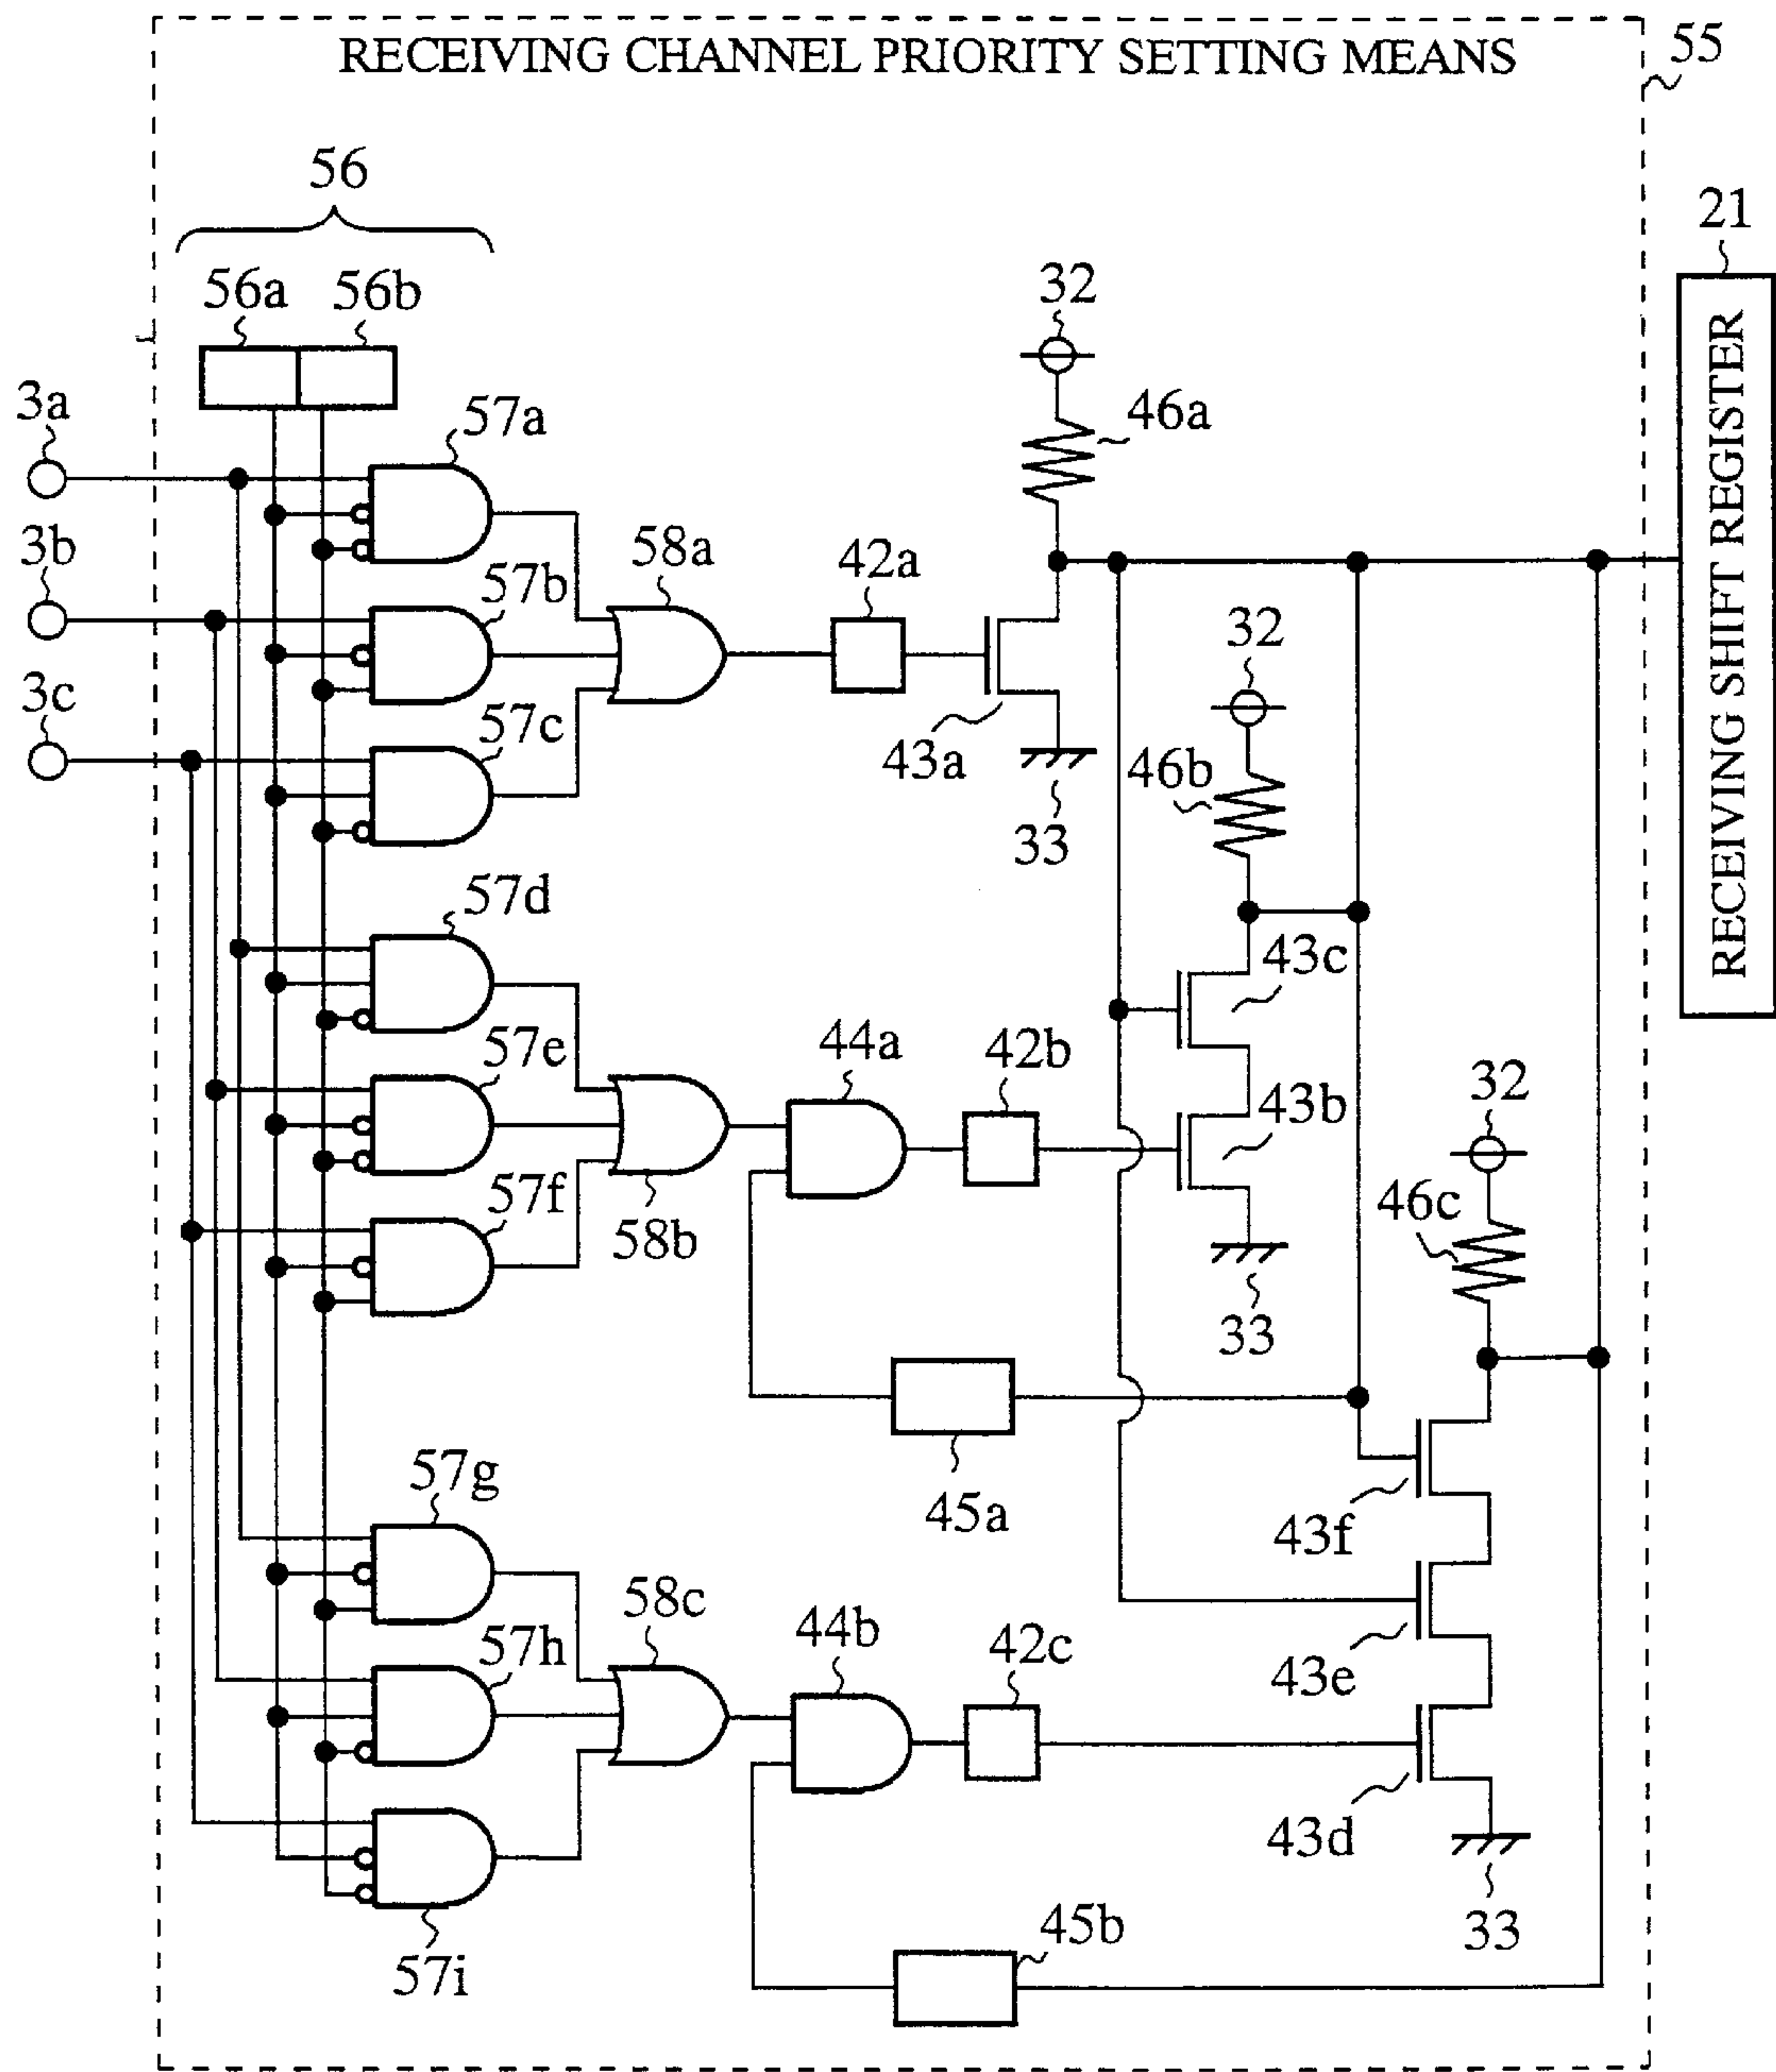 RECEIVING CHANNEL PRIORITY SETTING MEANS
55
56
21
56a
56b
32
3a
57a
46a
3b
57b
58a
42a
32
3c
57c
43a
46b
33
RECEIVING SHIFT REGISTER
57d
43c
57e
44a
42b
43b
32
57f
58b
46c
33
57g
45a
43f
58c
44b
42c
57h
43e
43d
45b
33
57i